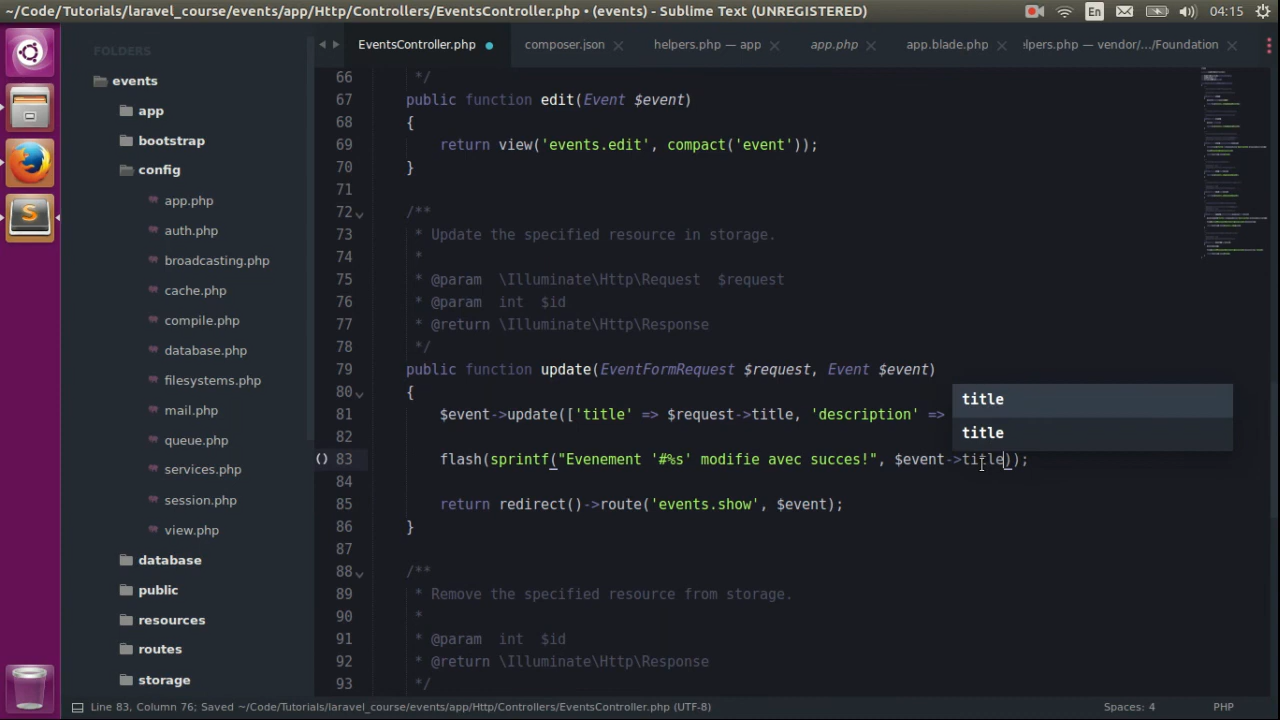 ~/Code/Tutorials/laravel_course/events/app/Http/Controllers/EventsController.php • (events) - Sublime Text (UNREGISTERED)
En
04:15
FOLDERS
events
app
bootstrap
config
app.php
auth.php
broadcasting.php
cache.php
compile.php
database.php
filesystems.php
mail.php
queue.php
services.php
session.php
view.php
database
public
resources
routes
storage
EventsController.php
composer.json
helpers.php — app
app.php
app.blade.php
lpers.php — vendor/.../Foundation
66 */
67 public function edit(Event $event)
68 {
69 return view('events.edit', compact('event'));
70 }
71
72 /**
73 * Update the specified resource in storage.
74 *
75 * @param \Illuminate\Http\Request $request
76 * @param int $id
77 * @return \Illuminate\Http\Response
78 */
79 public function update(EventFormRequest $request, Event $event)
80 {
81 $event->update(['title' => $request->title, 'description' =>
title
title
82
83 flash(sprintf("Evenement '#%s' modifie avec succes!", $event->title));
84
85 return redirect()->route('events.show', $event);
86 }
87
88 /**
89 * Remove the specified resource from storage.
90 *
91 * @param int $id
92 * @return \Illuminate\Http\Response
93 */
Line 83, Column 76; Saved ~/Code/Tutorials/laravel_course/events/app/Http/Controllers/EventsController.php (UTF-8)
Spaces: 4
PHP